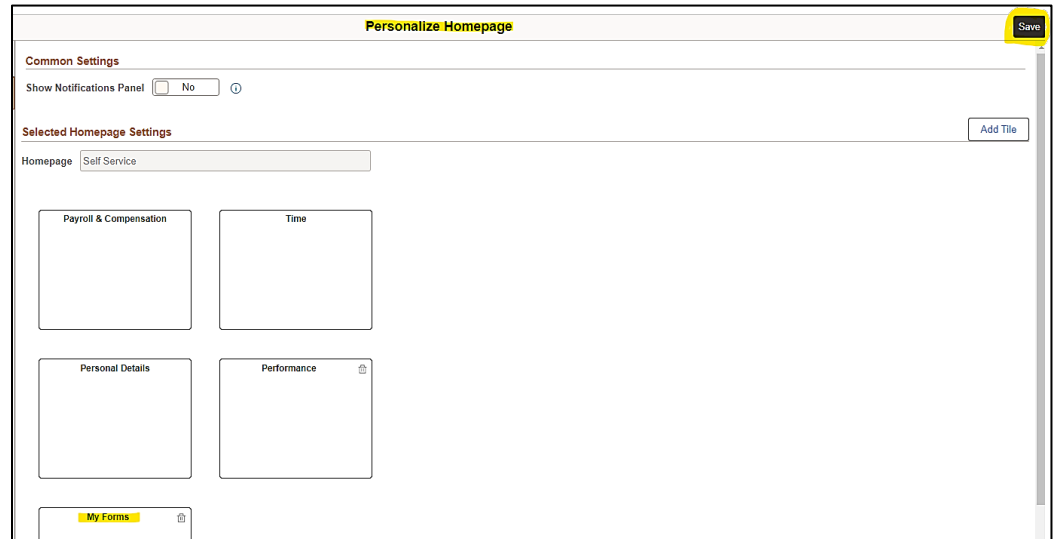 Personalize Homepage
Save
Common Settings
Show Notifications Panel No
Selected Homepage Settings
Add Tile
Homepage Self Service
Payroll & Compensation Time
Personal Details Performance
My Forms